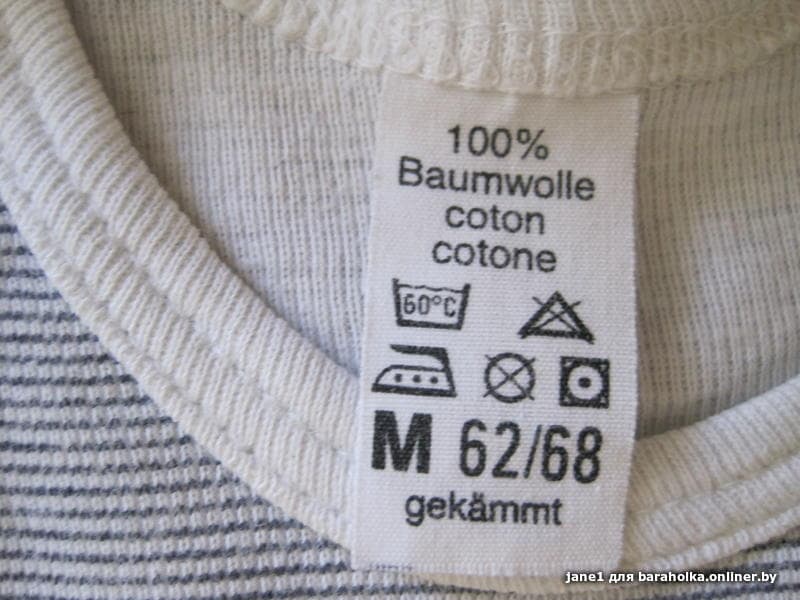 100%
Baumwolle
coton
cotone
60°C
M 62/68
gekämmt
jane1 для baraholka.onliner.by